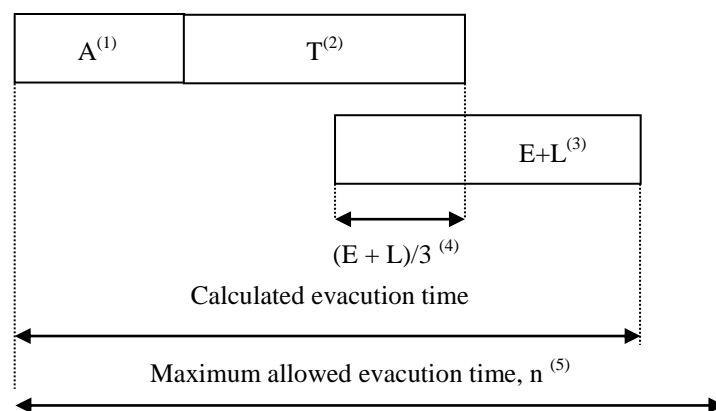 A(1) T(2)
E+L(3)
(E + L)/3 (4)
Calculated evacution time
Maximum allowed evacution time, n (5)